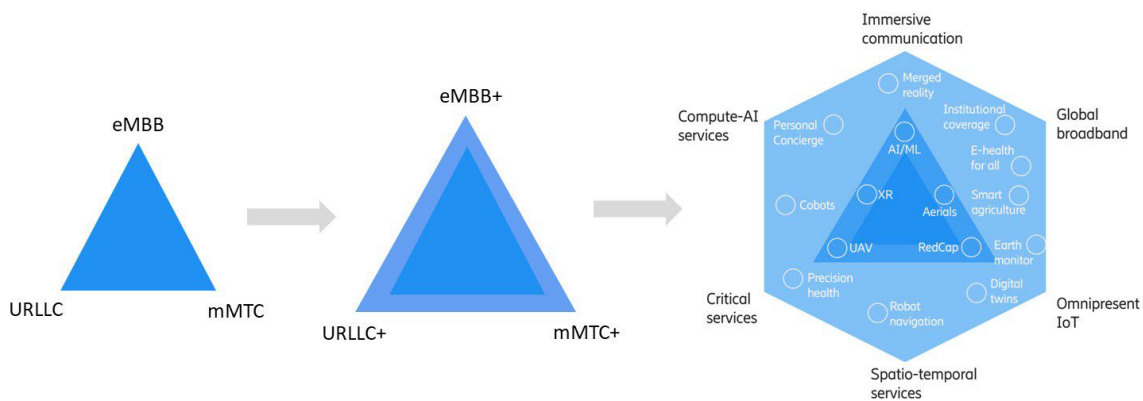 eMBB
URLLC
mMTC
eMBB+
URLLC+
mMTC+
Immersive
communication
Compute-AI
services
Global
broadband
Critical
services
Omnipresent
IoT
Spatio-temporal
services
Merged
reality
Personal
Concierge
Institutional
coverage
AI/ML
E-health
for all
XR
Aerials
Smart
agriculture
Cobots
UAV
RedCap
Earth
monitor
Precision
health
Digital
twins
Robot
navigation